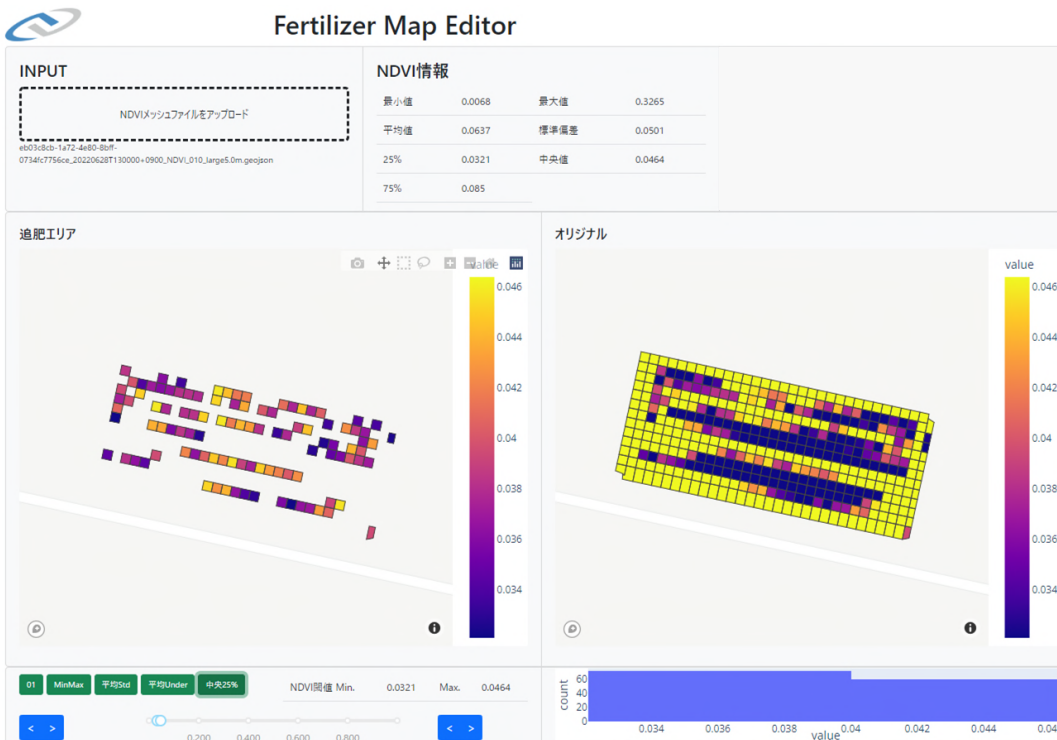 Fertilizer Map Editor
INPUT
NDVIメッシュファイルをアップロード
eb03c8cb-1a72-4e80-8bff-
0734fc7756ce_20220628T130000+0900_NDVI_010_large5.0m.geojson
NDVI情報
最小値 0.0068 最大値 0.3265
平均値 0.0637 標準偏差 0.0501
25% 0.0321 中央値 0.0464
75% 0.085
追肥エリア
value
0.046
0.044
0.042
0.04
0.038
0.036
0.034
オリジナル
value
0.046
0.044
0.042
0.04
0.038
0.036
0.034
01 MinMax 平均Std 平均Under 中央25%
NDVI閾値 Min. 0.0321 Max. 0.0464
< >
0.200 0.400 0.600 0.800
< >
count
60
40
20
0
0.034 0.036 0.038 0.04 0.042 0.044 0.04
value